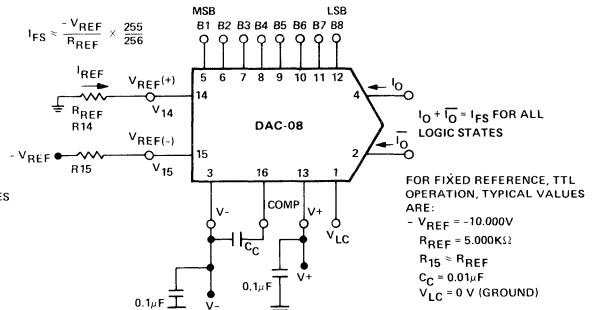 MSB LSB
B1 B2 B3 B4 B5 B6 B7 B8
I_FS ≈ -V_REF / R_REF × 255 / 256
5 6 7 8 9 10 11 12
I_REF
V_REF(+)
14
R_REF
R14
V_14
DAC-08
4
I_O
I_O + \overline{I_O} = I_FS FOR ALL
LOGIC STATES
2
\overline{I_O}
V_REF(-)
- V_REF
R15
V_15
15
3 16 13 1
ES
V- COMP V+
V_LC
C_C
0.1μF
V-
0.1μF
V+
FOR FIXED REFERENCE, TTL
OPERATION, TYPICAL VALUES
ARE:
- V_REF = -10.000V
R_REF = 5.000KΩ
R_15 ≈ R_REF
C_C = 0.01μF
V_LC = 0 V (GROUND)